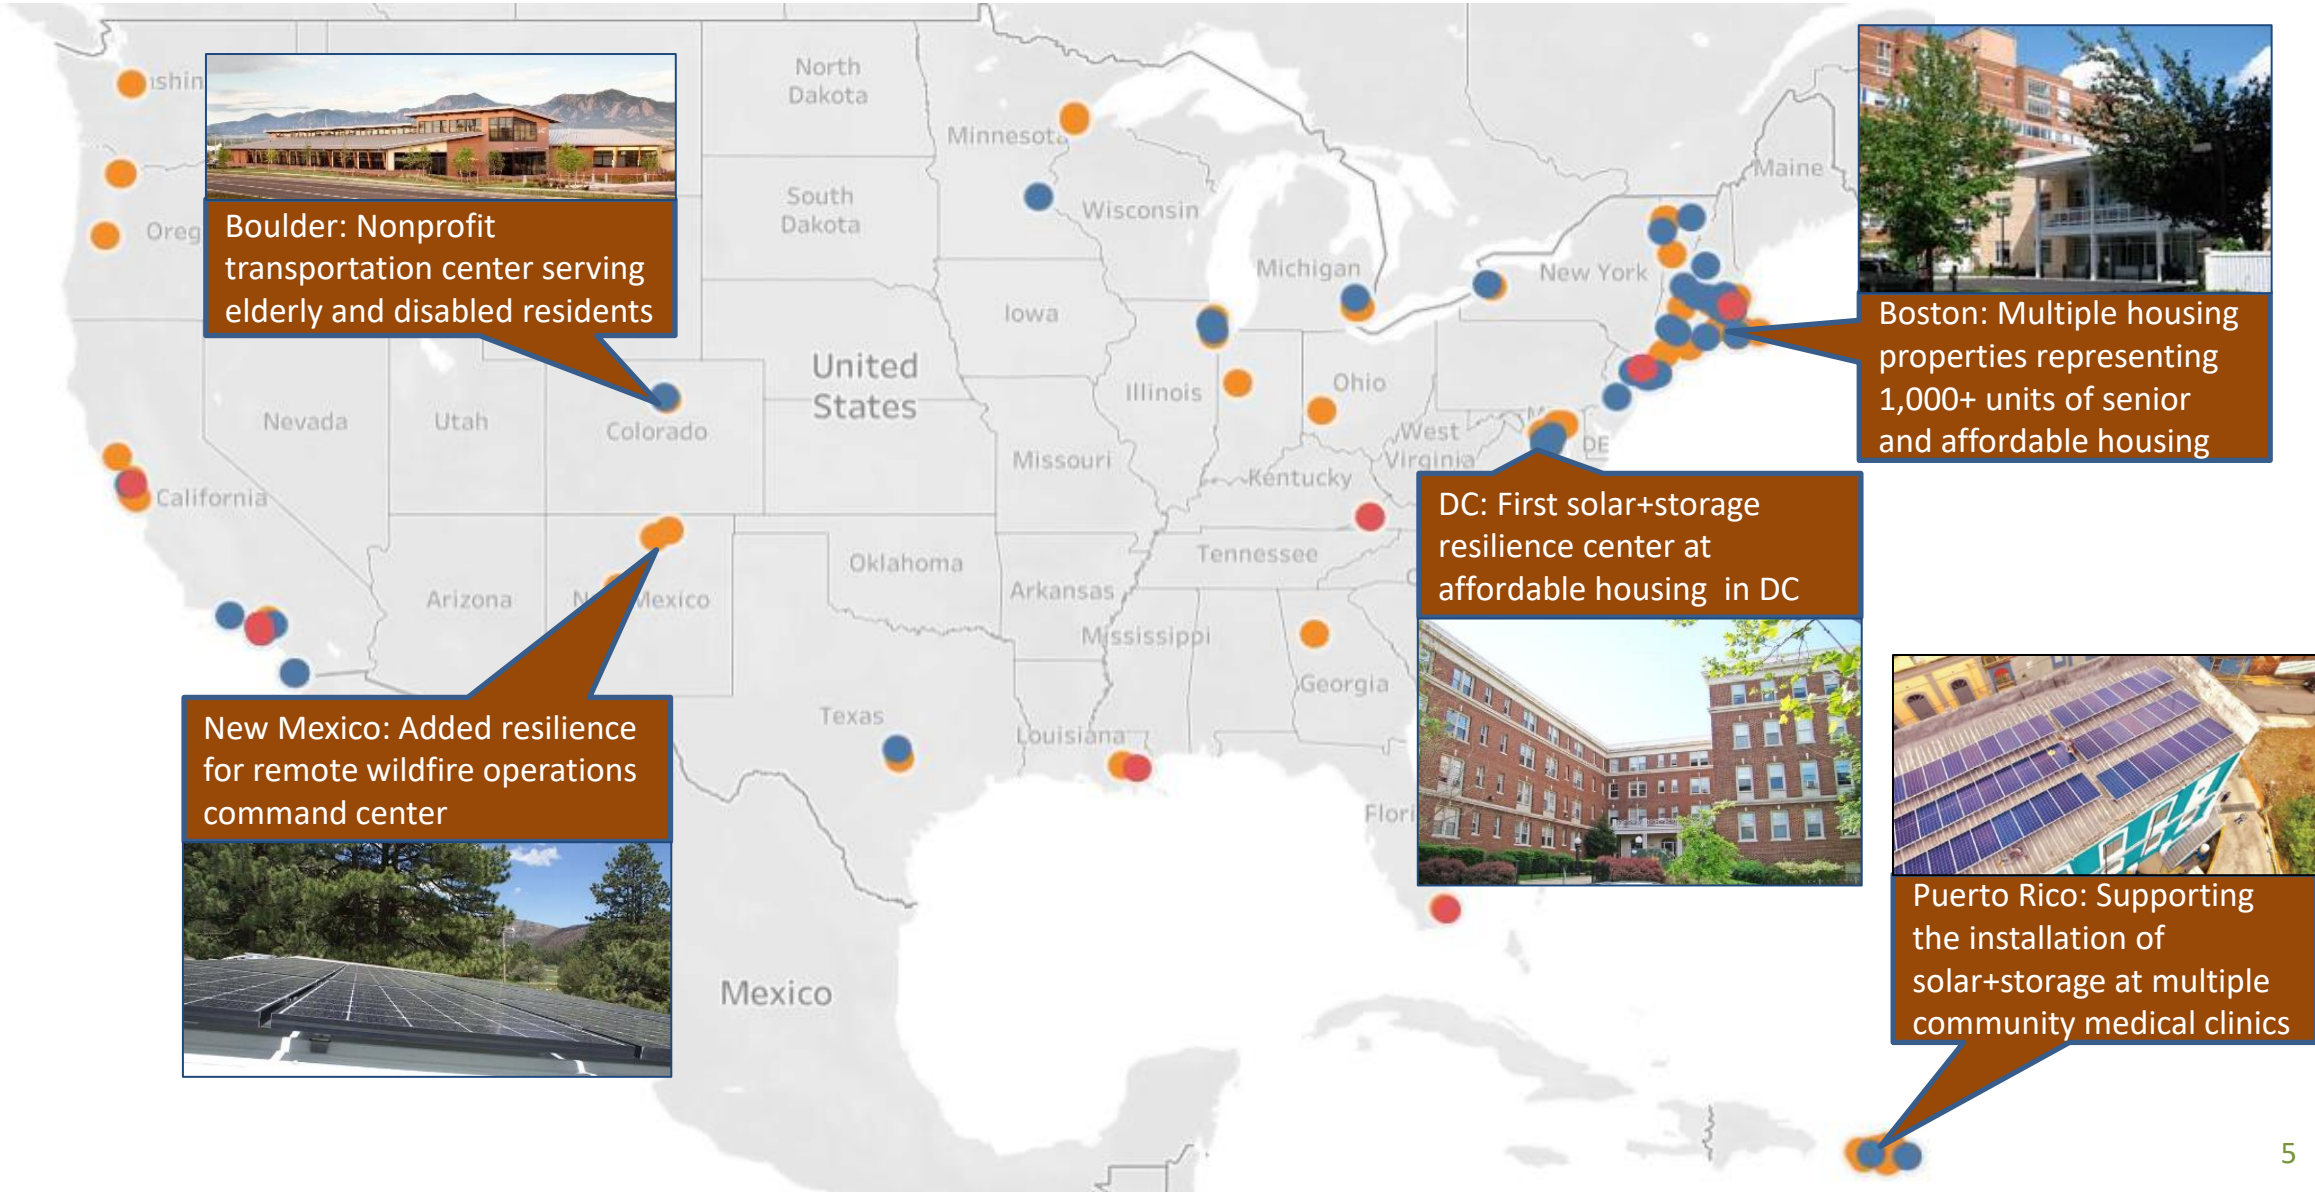 North
Dakota
Minnesota
Maine
South
Dakota
Wisconsin
Boulder: Nonprofit
transportation center serving
elderly and disabled residents
Michigan
New York
Iowa
Boston: Multiple housing
properties representing
1,000+ units of senior
and affordable housing
United
States
Illinois
Ohio
Nevada
Utah
Colorado
West
Virginia
DE
Missouri
Kentucky
California
DC: First solar+storage
resilience center at
affordable housing  in DC
Oklahoma
Tennessee
Arizona
Mexico
Arkansas
Mississippi
Georgia
New Mexico: Added resilience
for remote wildfire operations
command center
Texas
Louisiana
Puerto Rico: Supporting
the installation of
solar+storage at multiple
community medical clinics
Mexico
5